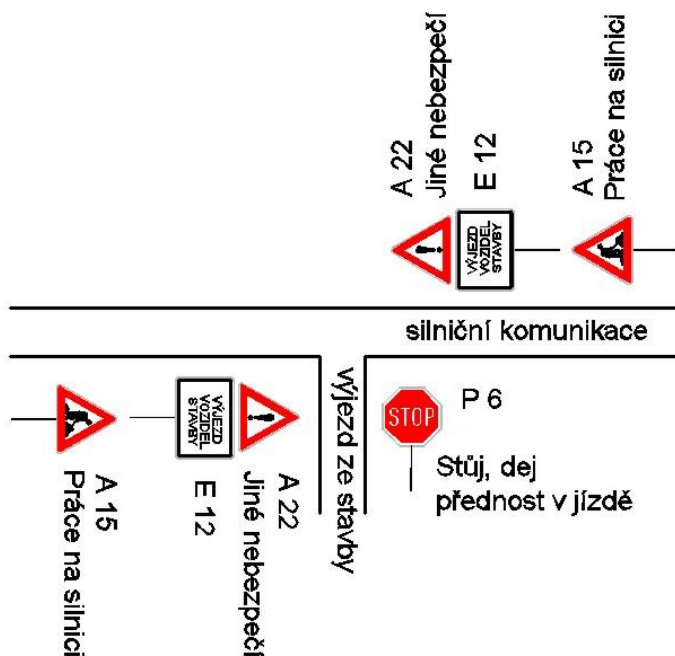 A 22
Jiné nebezpečí
E 12
A 15
Práce na silnici
VÝJEZD
VOZIDEL
STAVBY
silniční komunikace
výjezd ze stavby
STOP
P 6
Stůj, dej
přednost v jízdě
VÝJEZD
VOZIDEL
STAVBY
A 15
Práce na silnici
E 12
A 22
Jiné nebezpečí